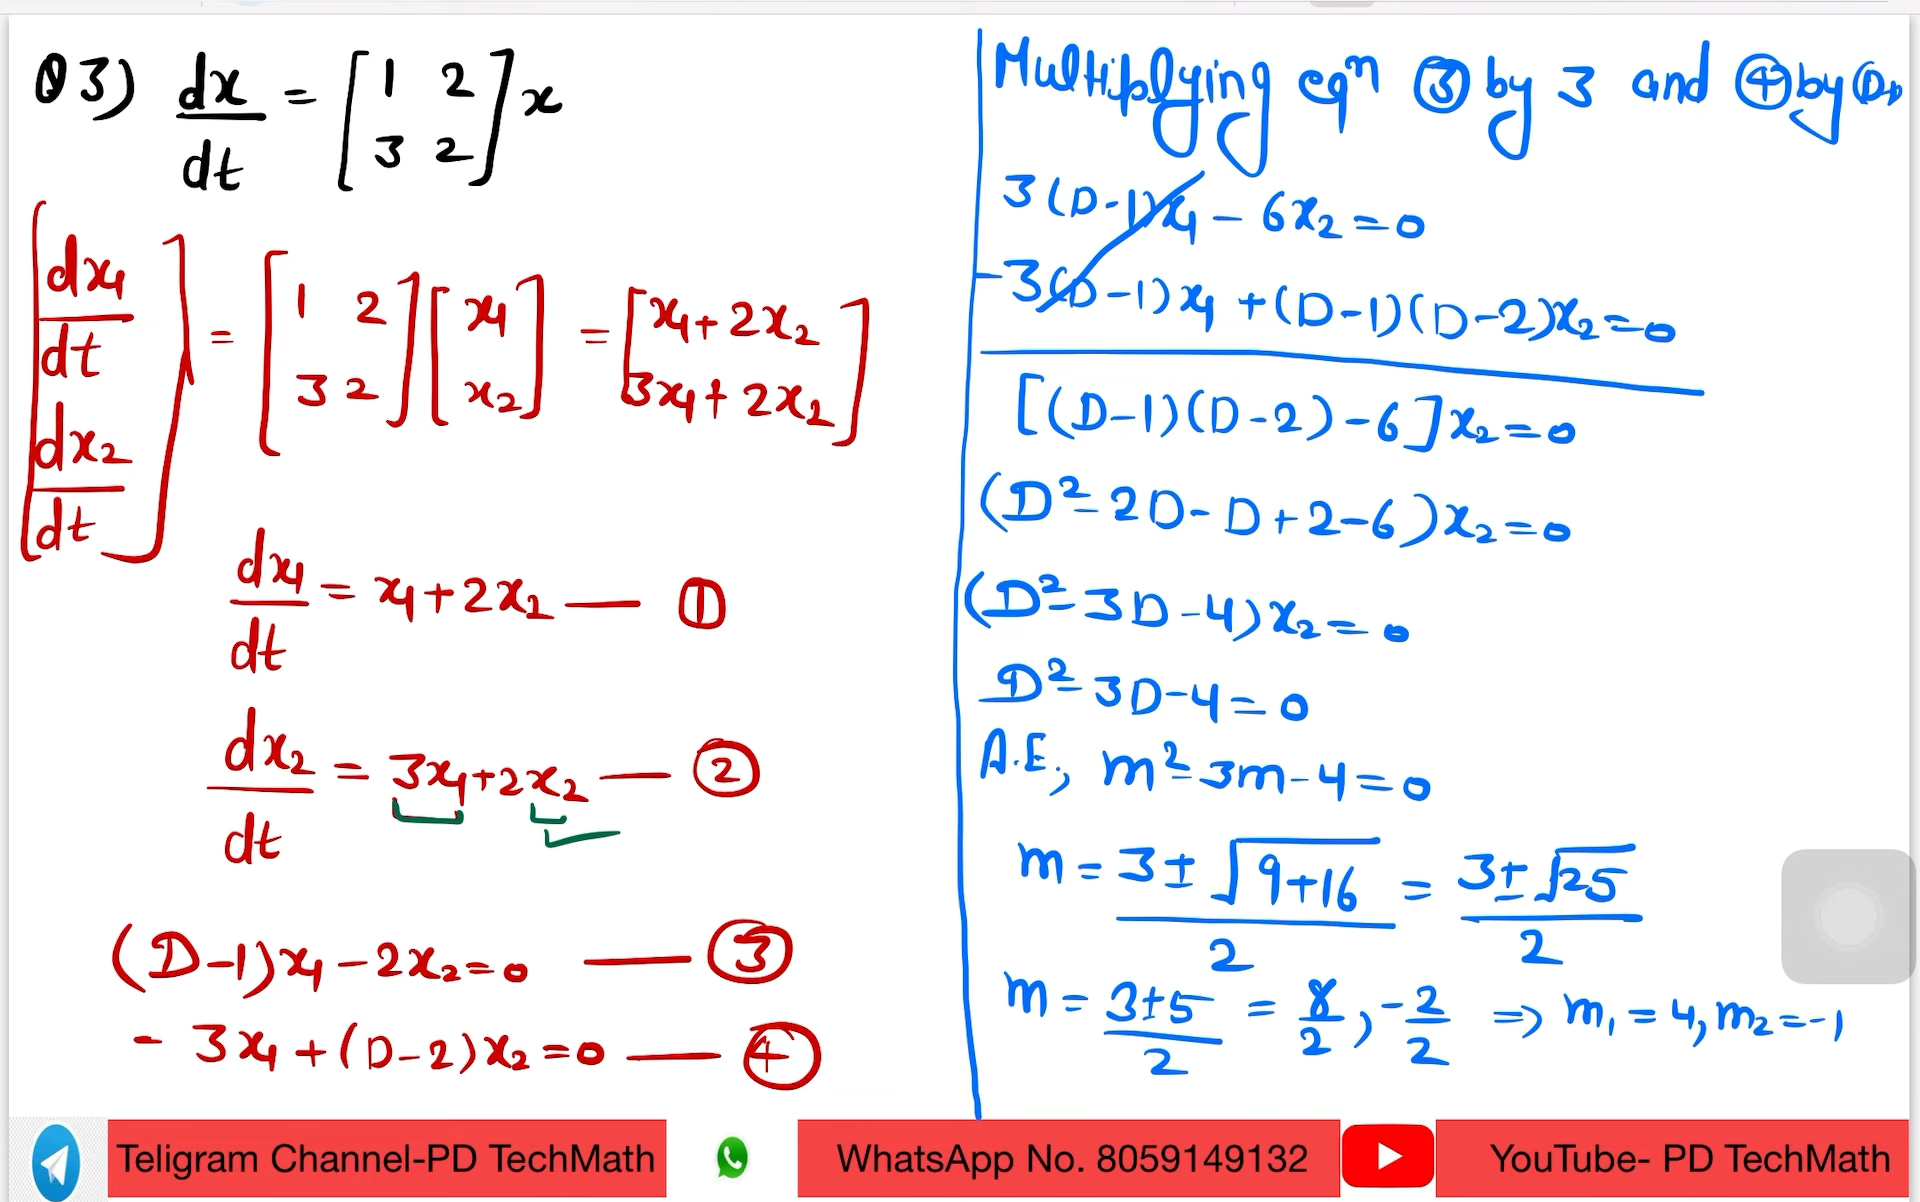 Q3) dx/dt = [1 2; 3 2] x
[dx₁/dt; dx₂/dt] = [1 2; 3 2] [x₁; x₂] = [x₁+2x₂; 3x₁+2x₂]
dx₁/dt = x₁+2x₂ — ①
dx₂/dt = 3x₁+2x₂ — ②
(D-1)x₁-2x₂=0 — ③
- 3x₁+(D-2)x₂=0 — ④
Multiplying eqⁿ ③ by 3 and ④ by
3(D-1)x₁ - 6x₂=0
-3(D-1)x₁+(D-1)(D-2)x₂=0
[(D-1)(D-2)-6]x₂=0
(D²-2D-D+2-6)x₂=0
(D²-3D-4)x₂=0
D²-3D-4=0
A.E., m²-3m-4=0
m = 3±√9+16/2 = 3±√25/2
m = 3±5/2 = 8/2, -2/2 ⇒ m₁=4, m₂=-1
Teligram Channel-PD TechMath
WhatsApp No. 8059149132
YouTube- PD TechMath